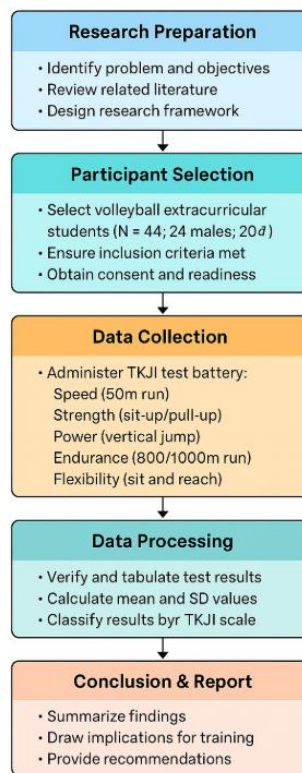 Research Preparation
• Identify problem and objectives
• Review related literature
• Design research framework
Participant Selection
• Select volleyball extracurricular
students (N = 44; 24 males; 20d)
• Ensure inclusion criteria met
• Obtain consent and readiness
Data Collection
• Administer TKJI test battery:
Speed (50m run)
Strength (sit-up/pull-up)
Power (vertical jump)
Endurance (800/1000m run)
Flexibility (sit and reach)
Data Processing
• Verify and tabulate test results
• Calculate mean and SD values
• Classify results byr TKJI scale
Conclusion & Report
• Summarize findings
• Draw implications for training
• Provide recommendations